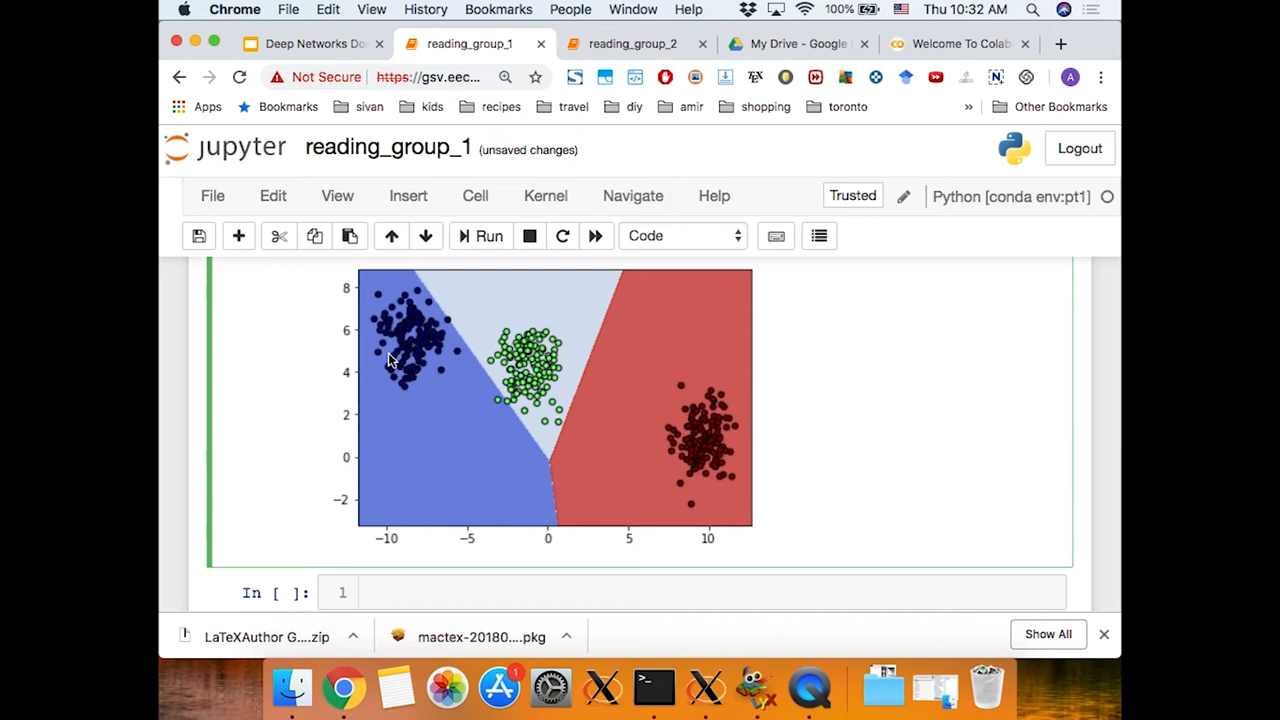 Chrome File Edit View History Bookmarks People Window Help 100% Thu 10:32 AM
Deep Networks Do × reading_group_1 × reading_group_2 × My Drive - Google × Welcome To Colab ×
Not Secure https://gsv.eec...
Apps Bookmarks sivan kids recipes travel diy amir shopping toronto » Other Bookmarks
jupyter reading_group_1 (unsaved changes) Logout
File Edit View Insert Cell Kernel Navigate Help Trusted Python [conda env:pt1]
Run Code
8
6
4
2
0
−2
−10 −5 0 5 10
In [ ]: 1
LaTeXAuthor G....zip mactex-20180....pkg Show All
1